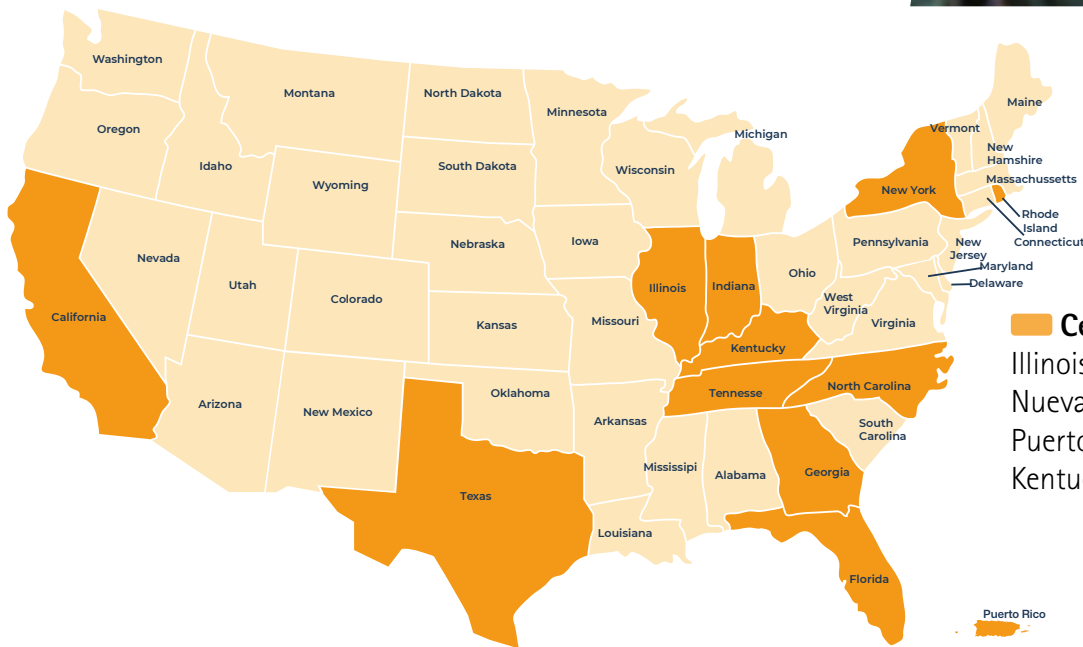 Washington
Montana
North Dakota
Minnesota
Maine
Oregon
Vermont
Michigan
New
Hamshire
Idaho
South Dakota
Wisconsin
Massachussetts
Wyoming
New York
Rhode
Island
Connecticut
Nebraska
Iowa
Pennsylvania
New
Jersey
Nevada
Maryland
Utah
Ohio
Delaware
Colorado
Illinois
Indiana
West
Virginia
California
Kansas
Missouri
Virginia
Ce
Kentucky
Illinois
Arizona
New Mexico
Oklahoma
Tennesse
North Carolina
Nueva
Arkansas
South
Carolina
Puerto
Mississipi
Alabama
Georgia
Kentu
Texas
Louisiana
Florida
Puerto Rico